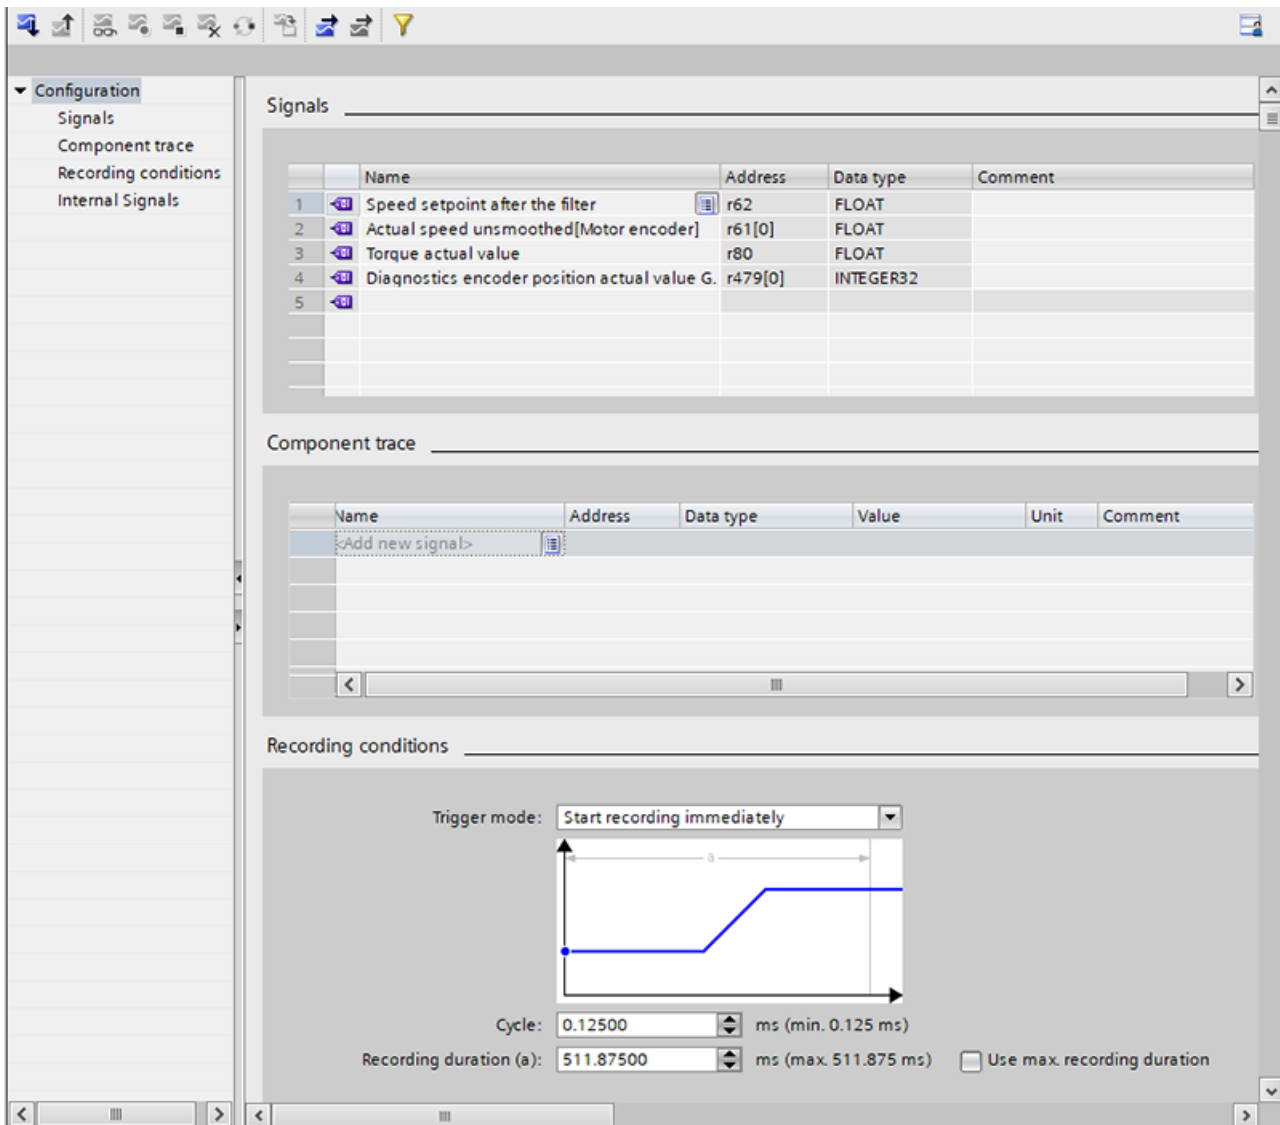 Configuration
Signals
Component trace
Recording conditions
Internal Signals
Signals
Name Address Data type Comment
1 Speed setpoint after the filter r62 FLOAT
2 Actual speed unsmoothed[Motor encoder] r61[0] FLOAT
3 Torque actual value r80 FLOAT
4 Diagnostics encoder position actual value G. r479[0] INTEGER32
5
Component trace
Name Address Data type Value Unit Comment
<Add new signal>
Recording conditions
Trigger mode: Start recording immediately
a
Cycle: 0.12500 ms (min. 0.125 ms)
Recording duration (a): 511.87500 ms (max. 511.875 ms) Use max. recording duration